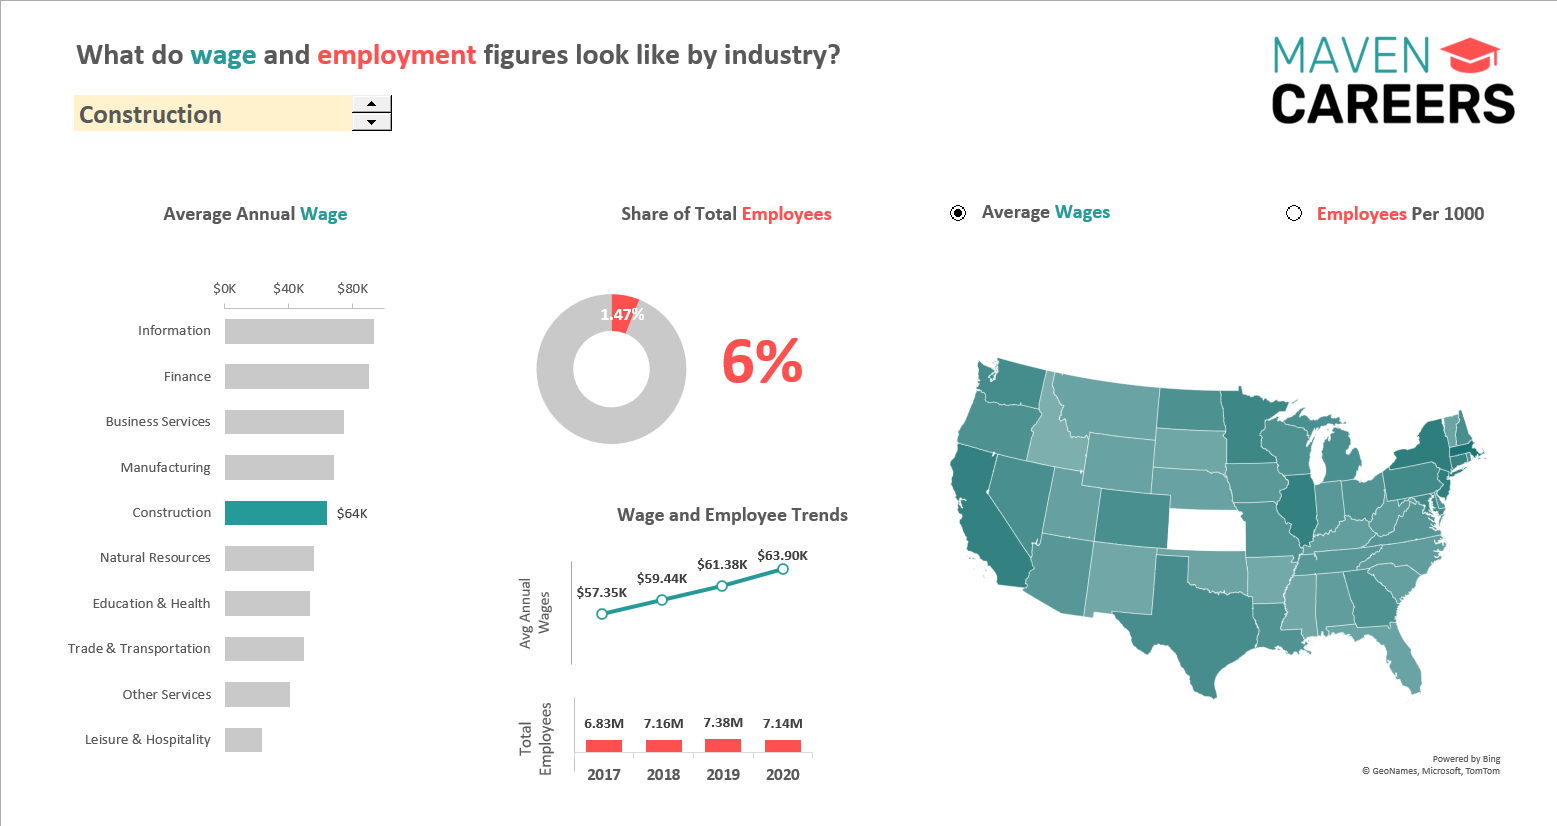 What do wage and employment figures look like by industry?
MAVEN
CAREERS
Construction
Average Annual Wage
Share of Total Employees
Average Wages
Employees Per 1000
$0K $40K $80K
Information
Finance
Business Services
Manufacturing
Construction $64K
Natural Resources
Education & Health
Trade & Transportation
Other Services
Leisure & Hospitality
1.47%
6%
Wage and Employee Trends
Avg Annual
Wages
$57.35K $59.44K $61.38K $63.90K
Total
Employees
6.83M 7.16M 7.38M 7.14M
2017 2018 2019 2020
Powered by Bing
© GeoNames, Microsoft, TomTom